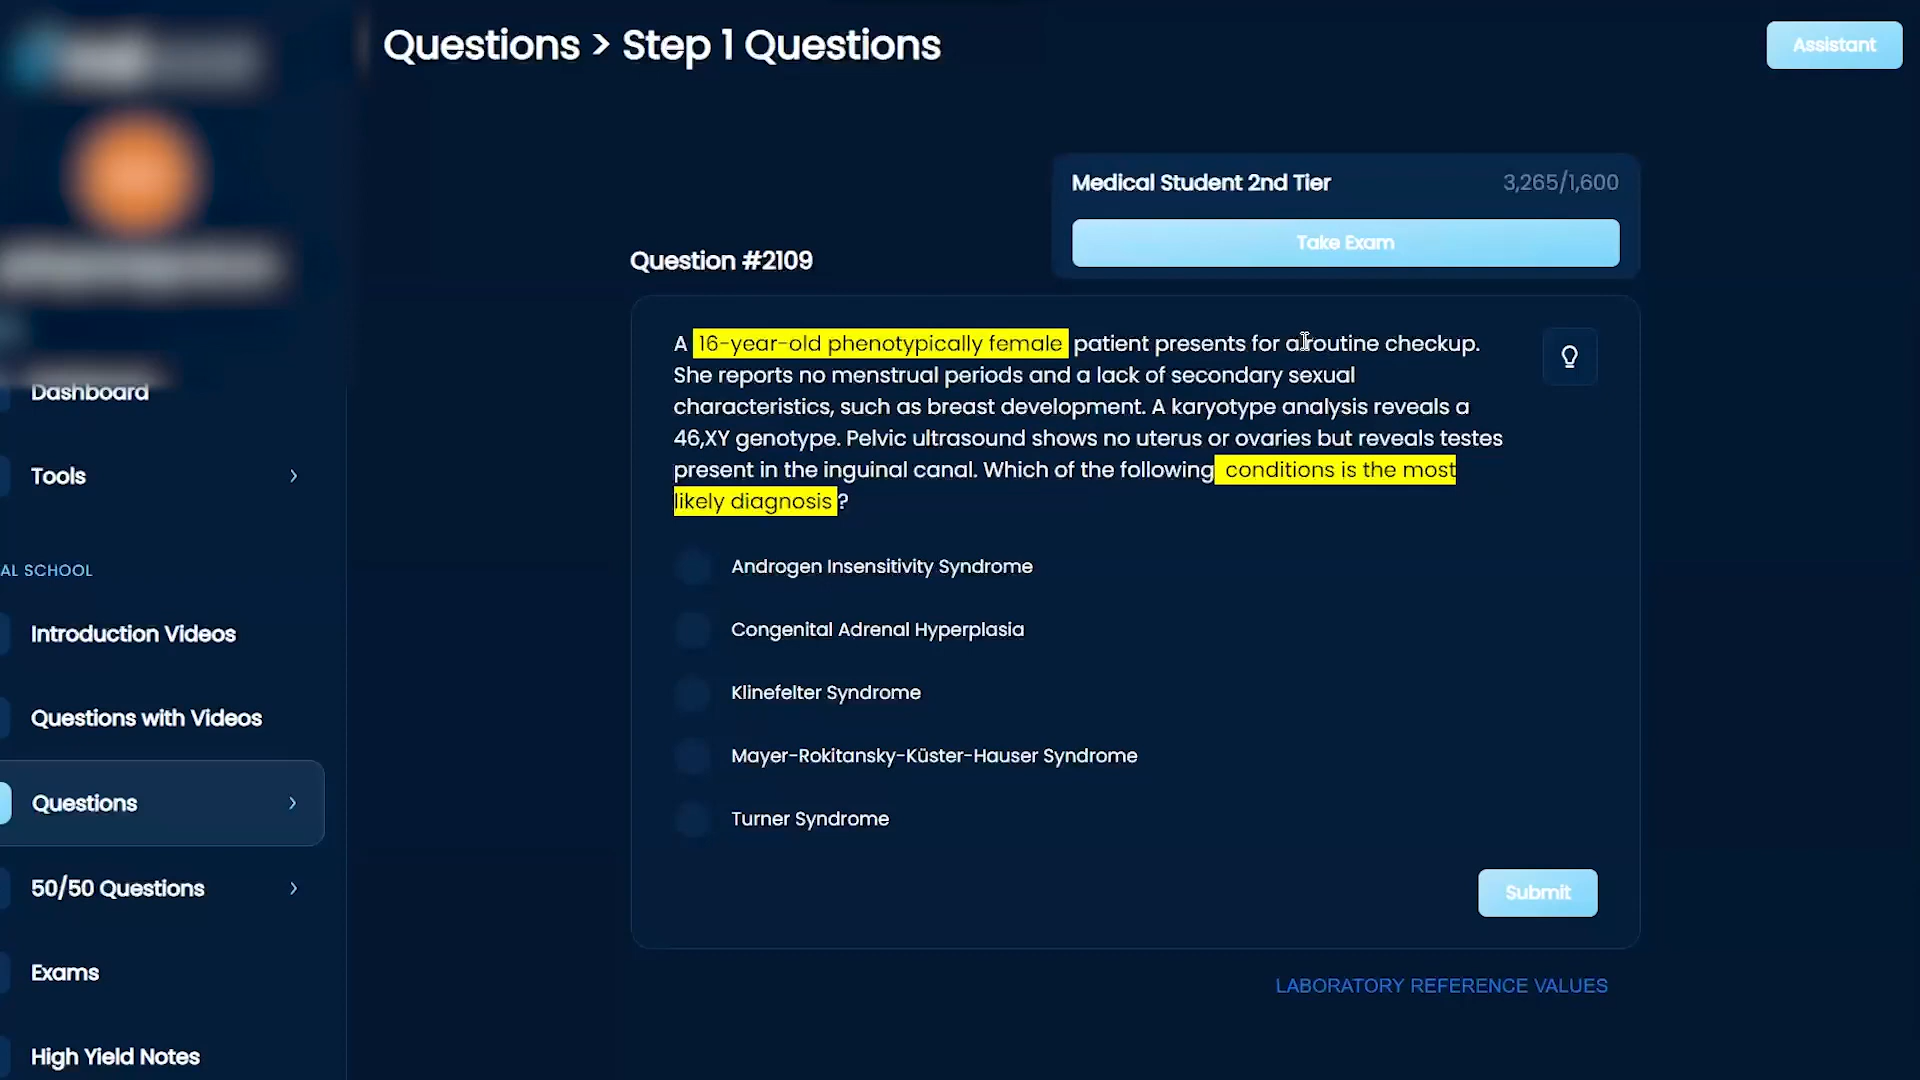 Questions > Step 1 Questions
Assistant
Medical Student 2nd Tier
3,265/1,600
Take Exam
Question #2109
A 16-year-old phenotypically female patient presents for a routine checkup.
She reports no menstrual periods and a lack of secondary sexual
characteristics, such as breast development. A karyotype analysis reveals a
46,XY genotype. Pelvic ultrasound shows no uterus or ovaries but reveals testes
present in the inguinal canal. Which of the following conditions is the most
likely diagnosis ?
Androgen Insensitivity Syndrome
Congenital Adrenal Hyperplasia
Klinefelter Syndrome
Mayer-Rokitansky-Küster-Hauser Syndrome
Turner Syndrome
Submit
LABORATORY REFERENCE VALUES
Dashboard
Tools
AL SCHOOL
Introduction Videos
Questions with Videos
Questions
50/50 Questions
Exams
High Yield Notes